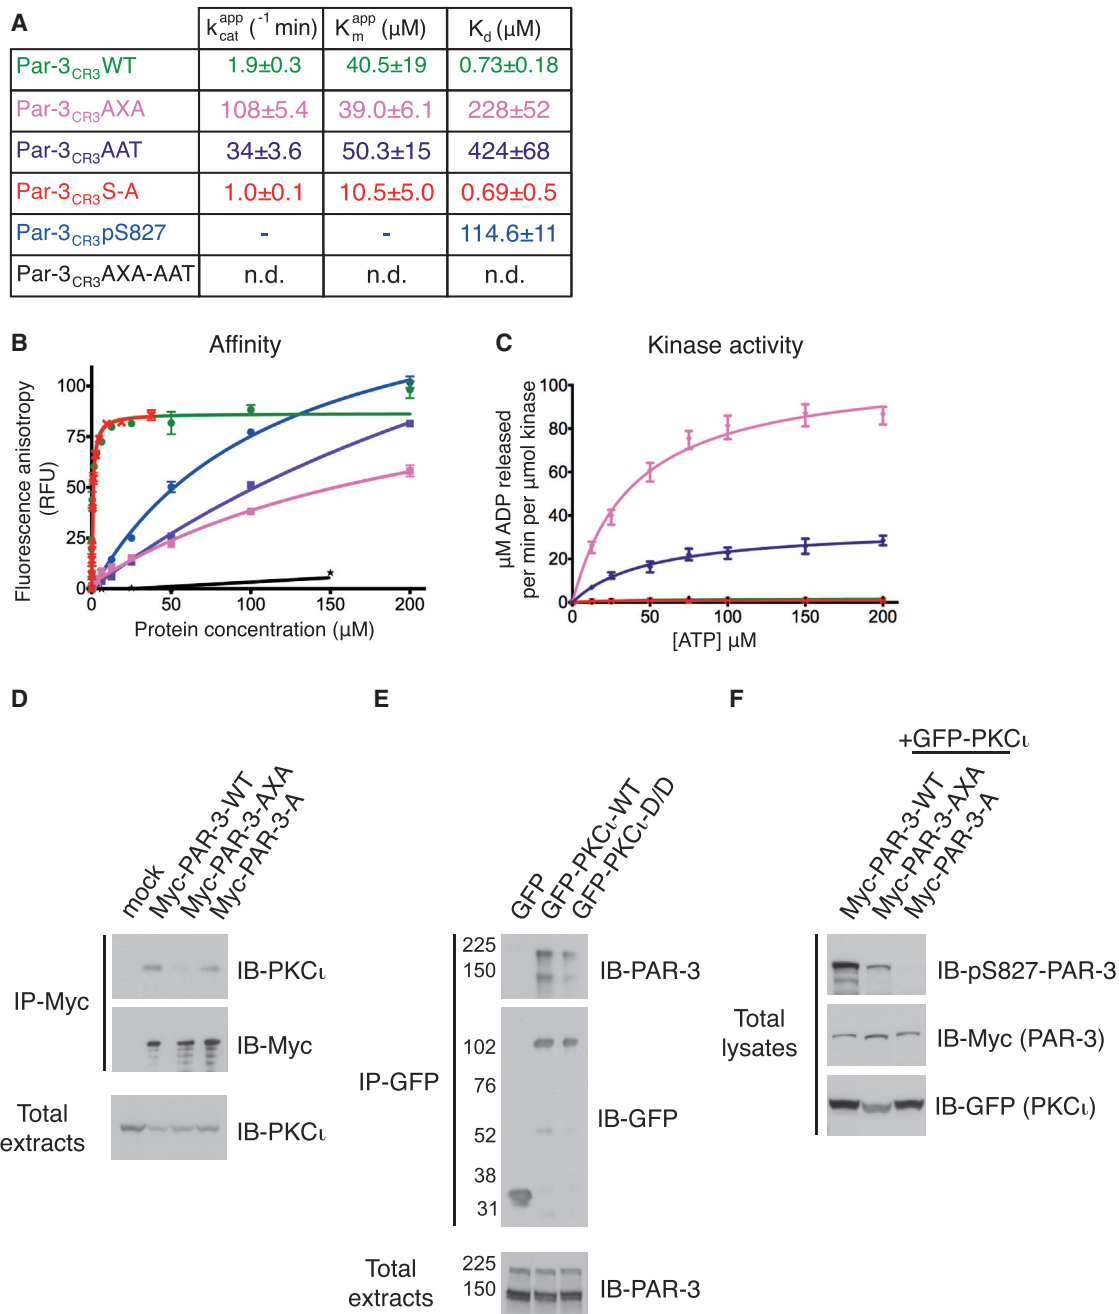 A
k_cat^app (⁻¹ min) K_m^app (µM) K_d (µM)
Par-3CR3WT 1.9±0.3 40.5±19 0.73±0.18
Par-3CR3AXA 108±5.4 39.0±6.1 228±52
Par-3CR3AAT 34±3.6 50.3±15 424±68
Par-3CR3S-A 1.0±0.1 10.5±5.0 0.69±0.5
Par-3CR3pS827 - - 114.6±11
Par-3CR3AXA-AAT n.d. n.d. n.d.
B
Affinity
Fluorescence anisotropy
(RFU)
100
75
50
25
0
0 50 100 150 200
Protein concentration (µM)
C
Kinase activity
µM ADP released
per min per µmol kinase
100
80
60
40
20
0
0 50 100 150 200
[ATP] µM
D
mock
Myc-PAR-3-WT
Myc-PAR-3-AXA
Myc-PAR-3-A
IP-Myc
IB-PKCι
IB-Myc
Total
extracts
IB-PKCι
E
GFP
GFP-PKCι-WT
GFP-PKCι-D/D
IP-GFP
225
150
IB-PAR-3
102
76
52
38
31
IB-GFP
Total
extracts
225
150
IB-PAR-3
F
+GFP-PKCι
Myc-PAR-3-WT
Myc-PAR-3-AXA
Myc-PAR-3-A
Total
lysates
IB-pS827-PAR-3
IB-Myc (PAR-3)
IB-GFP (PKCι)